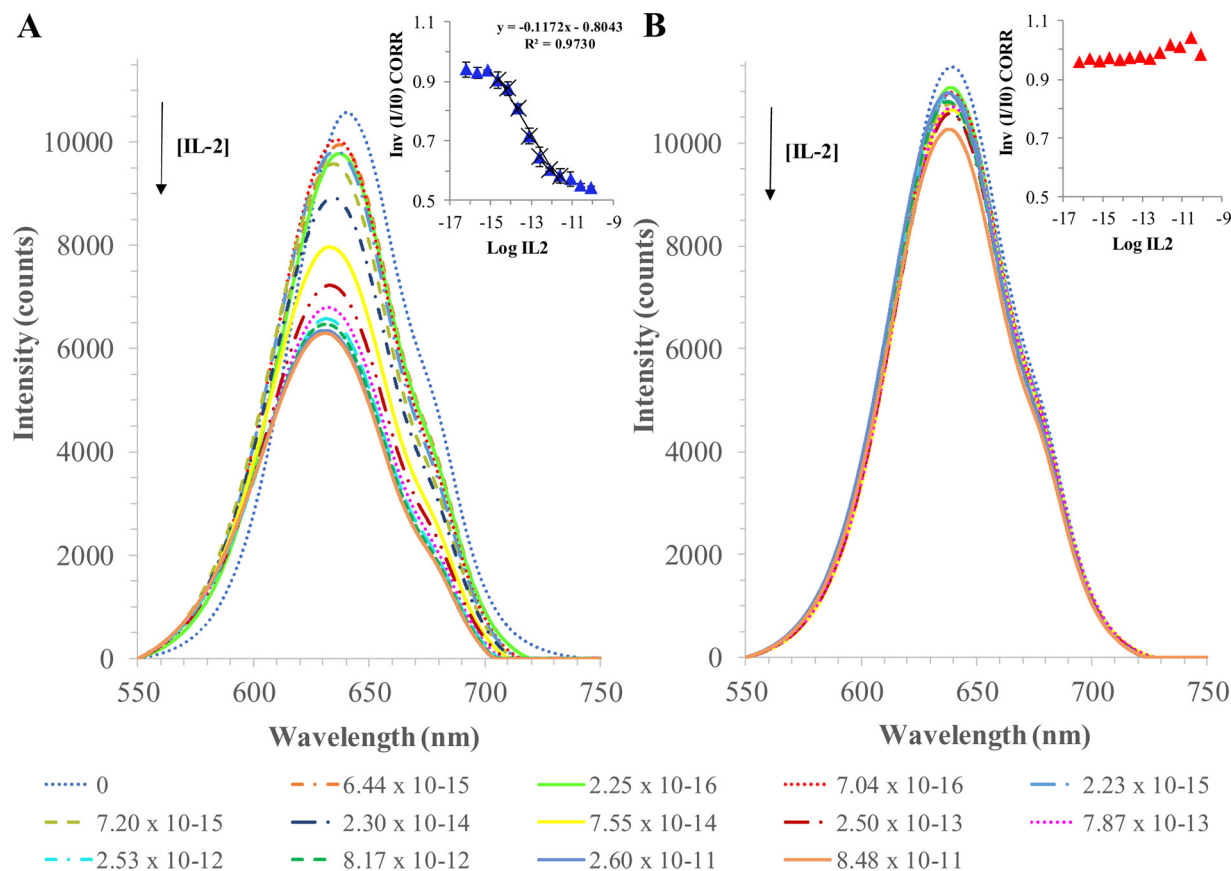 A
B
y = -0.1172x - 0.8043
R² = 0.9730
Inv (I/I0) CORR
1.1
0.9
0.7
0.5
-17 -15 -13 -11 -9
Log IL2
[IL-2]
Intensity (counts)
10000
8000
6000
4000
2000
0
550 600 650 700 750
Wavelength (nm)
Inv (I/I0) CORR
1.1
0.9
0.7
0.5
-17 -15 -13 -11 -9
Log IL2
[IL-2]
Intensity (counts)
10000
8000
6000
4000
2000
0
550 600 650 700 750
Wavelength (nm)
0 6.44 x 10-15 2.25 x 10-16 7.04 x 10-16 2.23 x 10-15
7.20 x 10-15 2.30 x 10-14 7.55 x 10-14 2.50 x 10-13 7.87 x 10-13
2.53 x 10-12 8.17 x 10-12 2.60 x 10-11 8.48 x 10-11